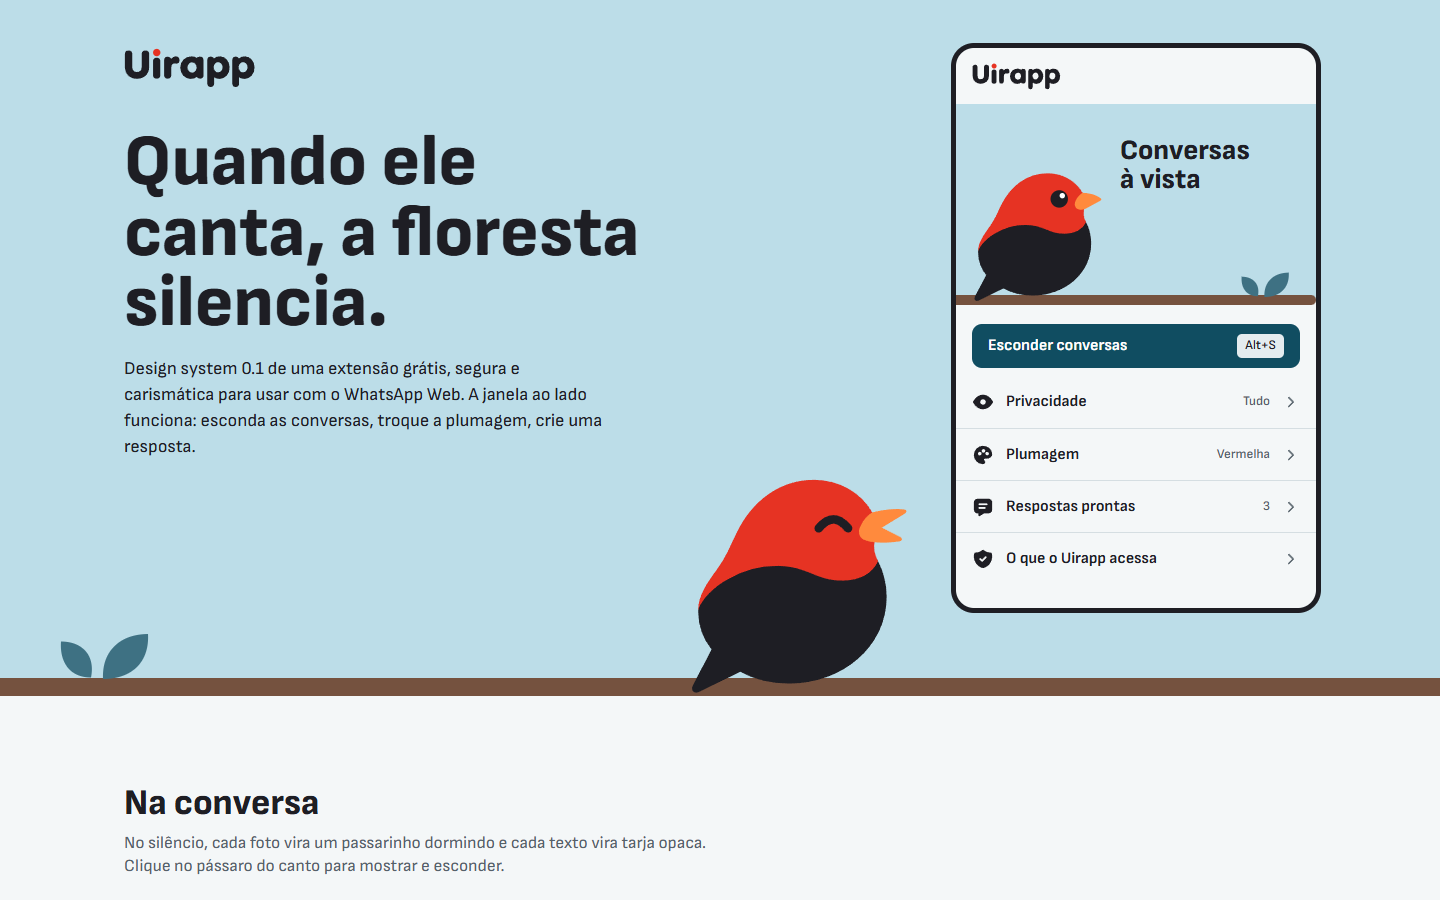 Uirapp
Quando ele
canta, a floresta
silencia.
Design system 0.1 de uma extensão grátis, segura e
carismática para usar com o WhatsApp Web. A janela ao lado
funciona: esconda as conversas, troque a plumagem, crie uma
resposta.
Uirapp
Conversas
à vista
Esconder conversas Alt+S
Privacidade Tudo
Plumagem Vermelha
Respostas prontas 3
O que o Uirapp acessa
Na conversa
No silêncio, cada foto vira um passarinho dormindo e cada texto vira tarja opaca.
Clique no pássaro do canto para mostrar e esconder.